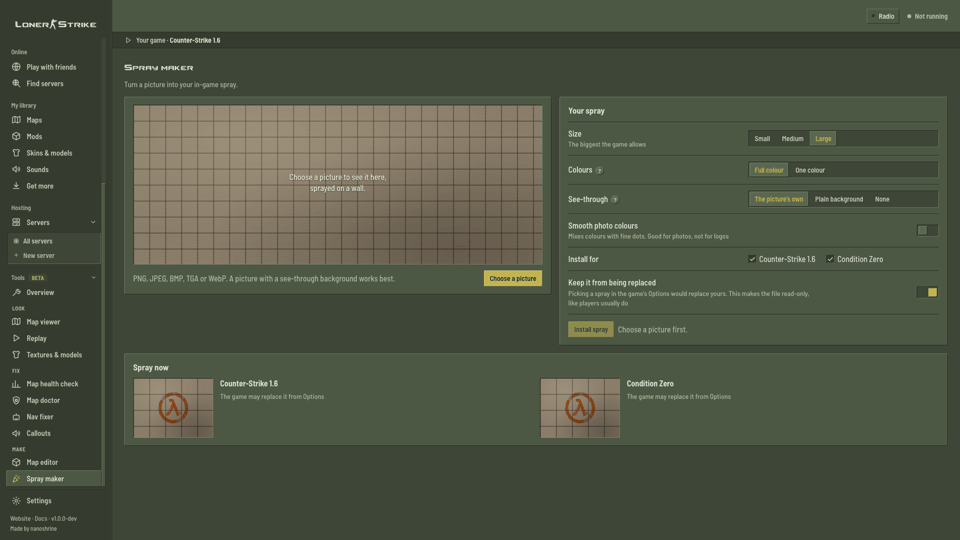 LONER STRIKE
Radio
Not running
Your game · Counter-Strike 1.6
Online
Play with friends
Find servers
My library
Maps
Mods
Skins & models
Sounds
Get more
Hosting
Servers
All servers
New server
Tools BETA
Overview
LOOK
Map viewer
Replay
Textures & models
FIX
Map health check
Map doctor
Nav fixer
Callouts
MAKE
Map editor
Spray maker
Settings
Website · Docs · v1.0.0-dev
Made by nanoshrine
SPRAY MAKER
Turn a picture into your in-game spray.
Choose a picture to see it here,
sprayed on a wall.
PNG, JPEG, BMP, TGA or WebP. A picture with a see-through background works best.
Choose a picture
Your spray
Size
The biggest the game allows
Small Medium Large
Colours ?
Full colour One colour
See-through ?
The picture's own Plain background None
Smooth photo colours
Mixes colours with fine dots. Good for photos, not for logos
Install for
Counter-Strike 1.6 Condition Zero
Keep it from being replaced
Picking a spray in the game's Options would replace yours. This makes the file read-only,
like players usually do
Install spray Choose a picture first.
Spray now
Counter-Strike 1.6
The game may replace it from Options
Condition Zero
The game may replace it from Options